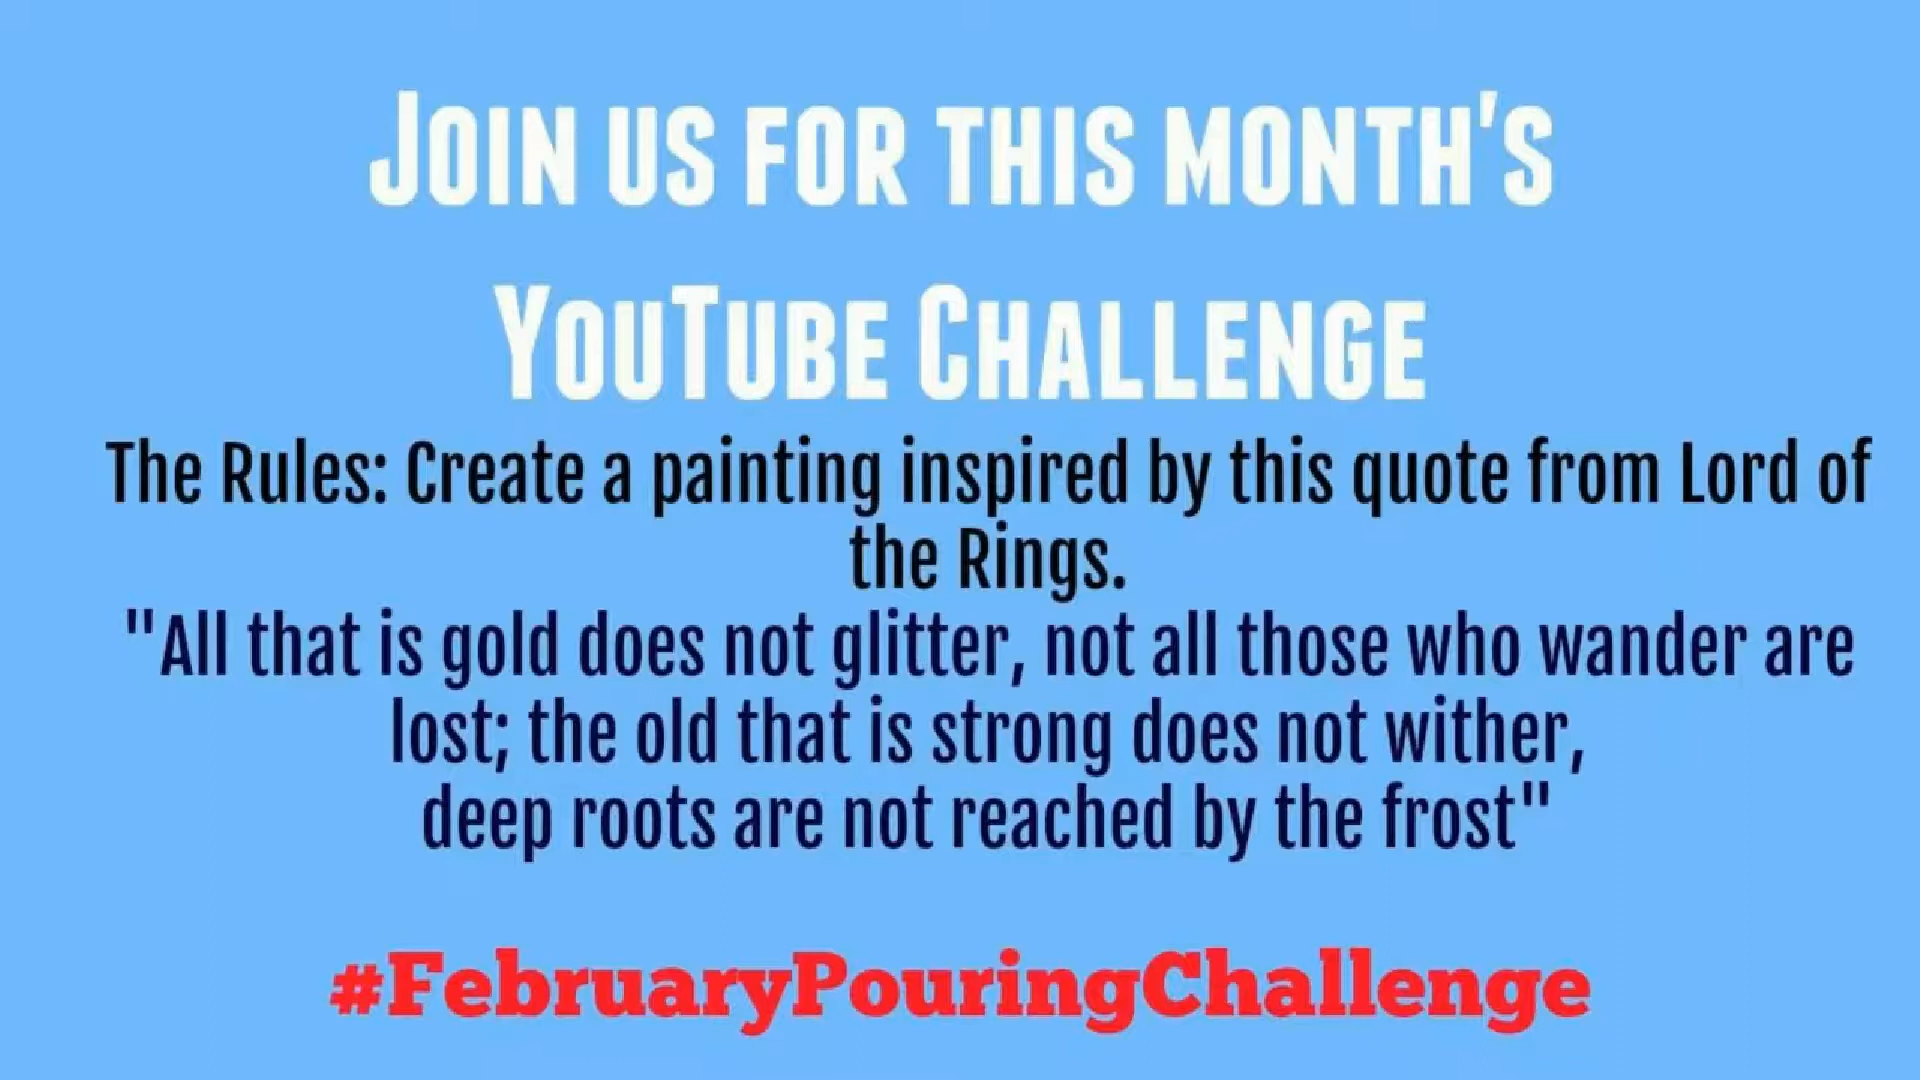 Join us for this month's
YouTube Challenge
The Rules: Create a painting inspired by this quote from Lord of
the Rings.
"All that is gold does not glitter, not all those who wander are
lost; the old that is strong does not wither,
deep roots are not reached by the frost"
#FebruaryPouringChallenge